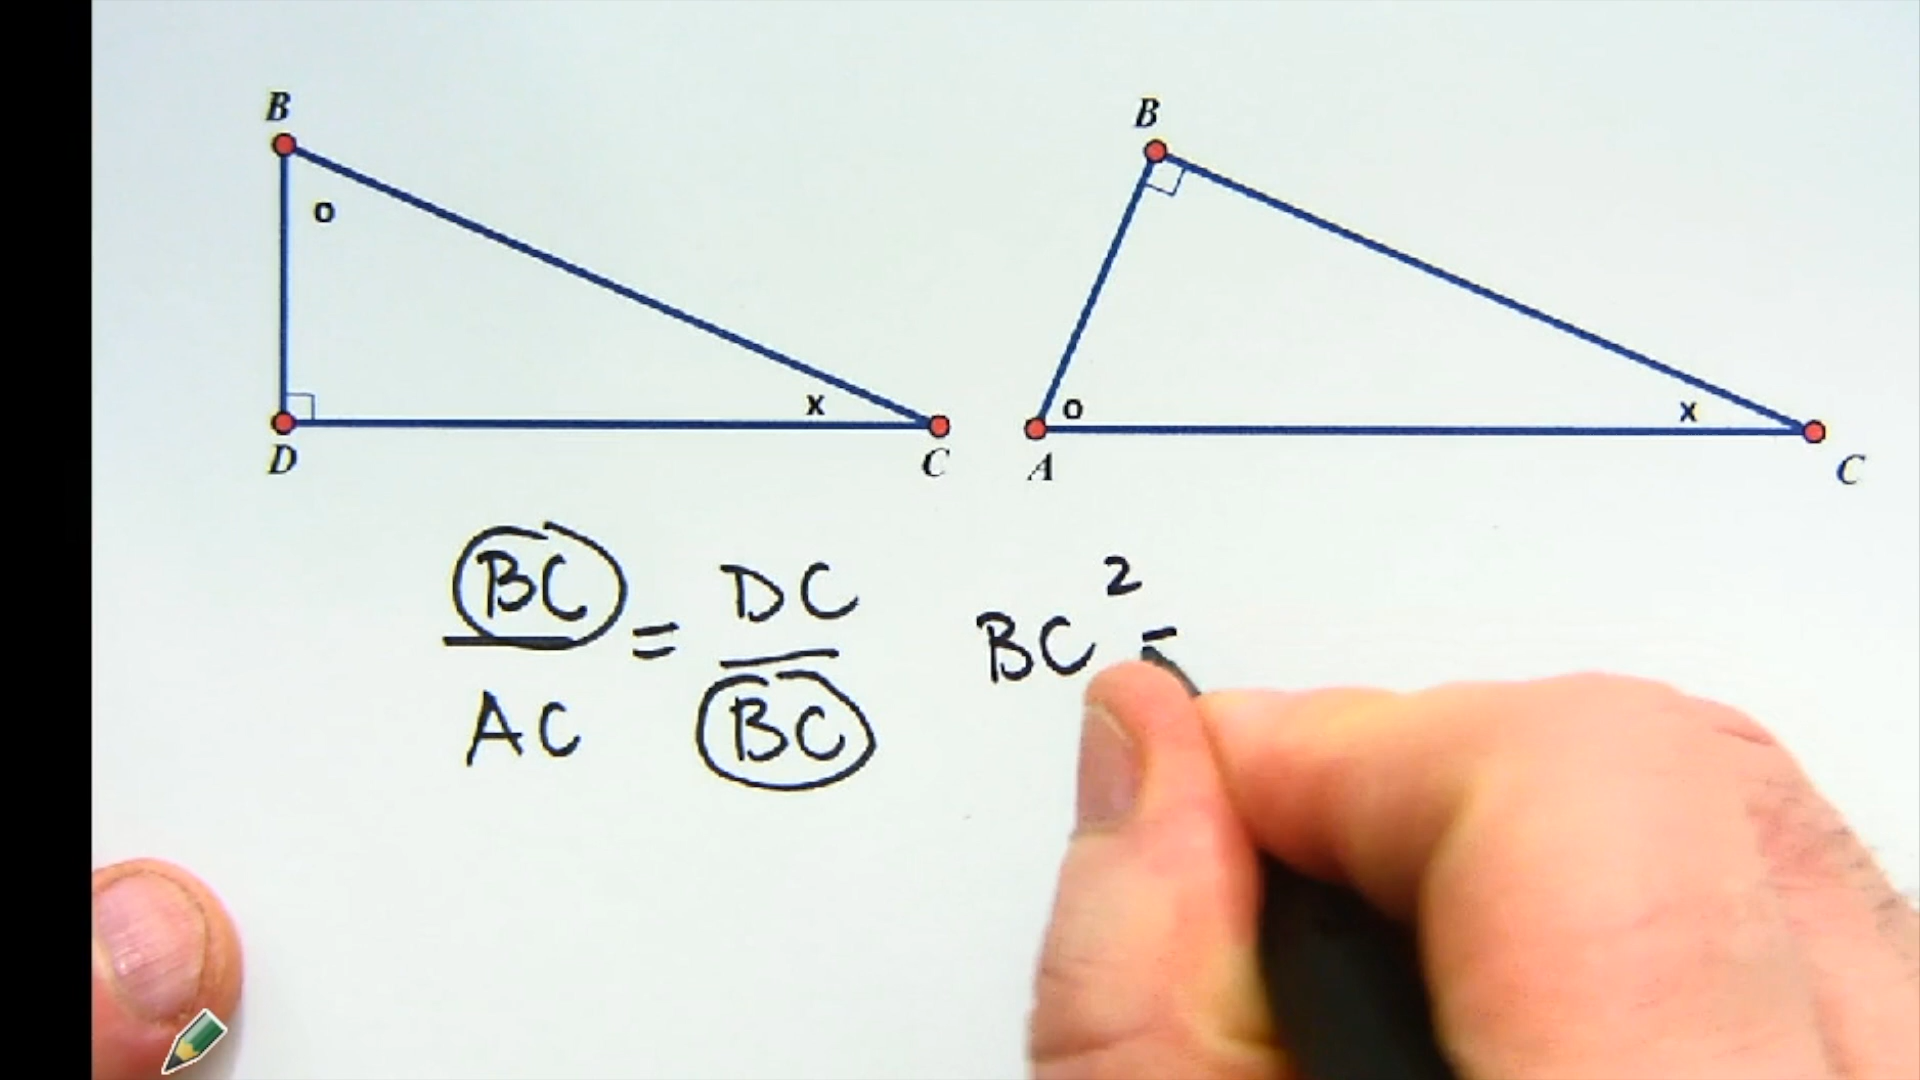 B
B
o
x
o
x
D
C
A
C
BC = DC BC² =
AC BC